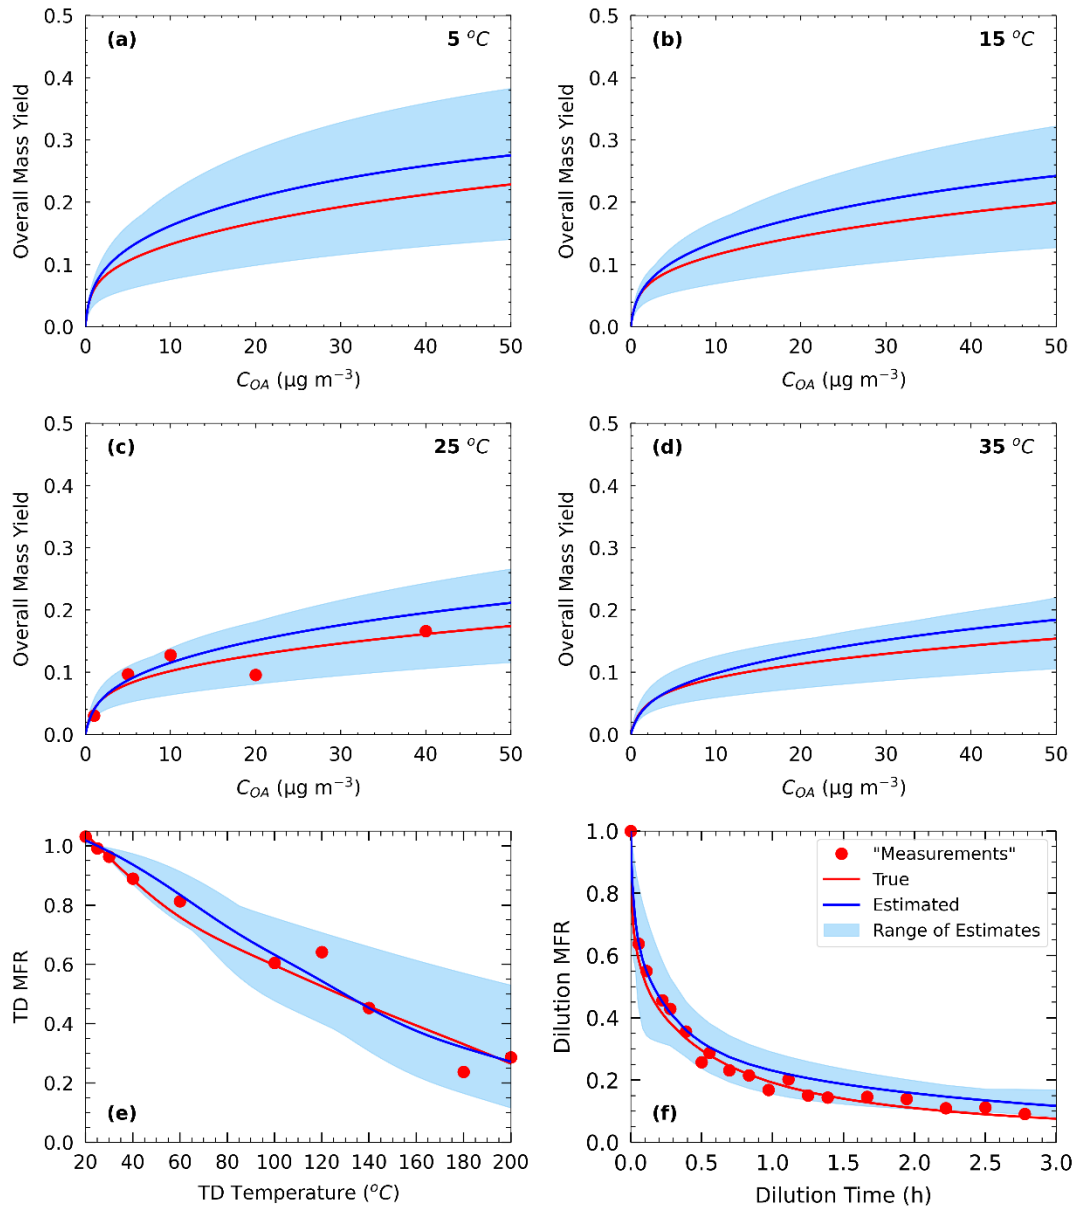 (a) 5 °C
Overall Mass Yield
0.5
0.4
0.3
0.2
0.1
0.0
0 10 20 30 40 50
C_OA (μg m⁻³)
(b) 15 °C
Overall Mass Yield
0.5
0.4
0.3
0.2
0.1
0.0
0 10 20 30 40 50
C_OA (μg m⁻³)
(c) 25 °C
Overall Mass Yield
0.5
0.4
0.3
0.2
0.1
0.0
0 10 20 30 40 50
C_OA (μg m⁻³)
(d) 35 °C
Overall Mass Yield
0.5
0.4
0.3
0.2
0.1
0.0
0 10 20 30 40 50
C_OA (μg m⁻³)
TD MFR
1.0
0.8
0.6
0.4
0.2
0.0
(e)
20 40 60 80 100 120 140 160 180 200
TD Temperature (°C)
Dilution MFR
1.0
0.8
0.6
0.4
0.2
0.0
"Measurements"
True
Estimated
Range of Estimates
(f)
0.0 0.5 1.0 1.5 2.0 2.5 3.0
Dilution Time (h)